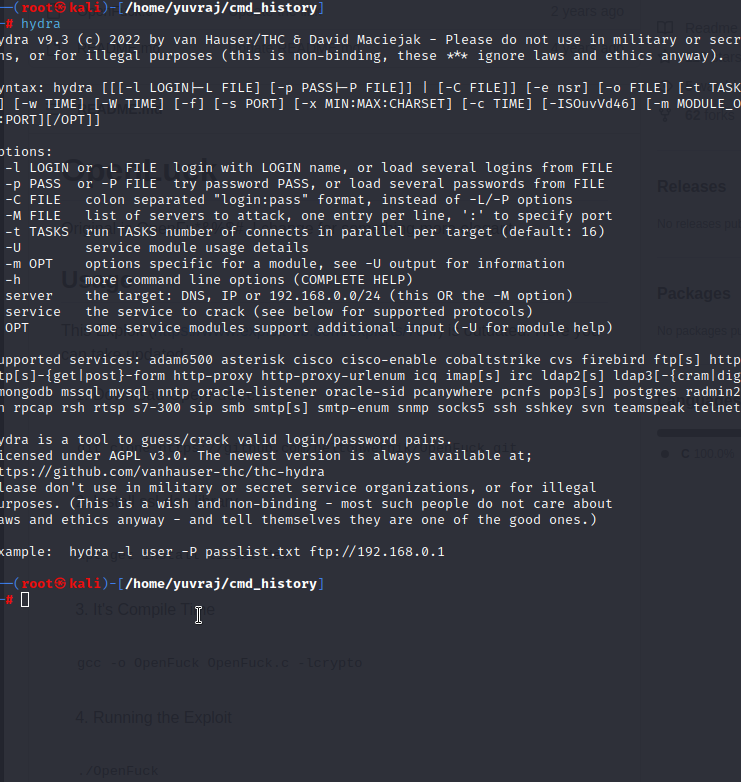 (root㉿kali)-[/home/yuvraj/cmd_history]
# hydra
ydra v9.3 (c) 2022 by van Hauser/THC & David Maciejak - Please do not use in military or secr
ns, or for illegal purposes (this is non-binding, these *** ignore laws and ethics anyway).
yntax: hydra [[[-l LOGIN|-L FILE] [-p PASS|-P FILE]] | [-C FILE]] [-e nsr] [-o FILE] [-t TASK
] [-w TIME] [-W TIME] [-f] [-s PORT] [-x MIN:MAX:CHARSET] [-c TIME] [-ISOuvVd46] [-m MODULE_O
:PORT][/OPT]]
ptions:
-l LOGIN or -L FILE  login with LOGIN name, or load several logins from FILE
-p PASS  or -P FILE  try password PASS, or load several passwords from FILE
-C FILE   colon separated "login:pass" format, instead of -L/-P options
-M FILE   list of servers to attack, one entry per line, ':' to specify port
-t TASKS  run TASKS number of connects in parallel per target (default: 16)
-U        service module usage details
-m OPT    options specific for a module, see -U output for information
-h        more command line options (COMPLETE HELP)
server    the target: DNS, IP or 192.168.0.0/24 (this OR the -M option)
service   the service to crack (see below for supported protocols)
OPT       some service modules support additional input (-U for module help)
upported services: adam6500 asterisk cisco cisco-enable cobaltstrike cvs firebird ftp[s] http
tp[s]-{get|post}-form http-proxy http-proxy-urlenum icq imap[s] irc ldap2[s] ldap3[-{cram|dig
mongodb mssql mysql nntp oracle-listener oracle-sid pcanywhere pcnfs pop3[s] postgres radmin2
n rpcap rsh rtsp s7-300 sip smb smtp[s] smtp-enum snmp socks5 ssh sshkey svn teamspeak telnet
ydra is a tool to guess/crack valid login/password pairs.
icensed under AGPL v3.0. The newest version is always available at;
ttps://github.com/vanhauser-thc/thc-hydra
lease don't use in military or secret service organizations, or for illegal
urposes. (This is a wish and non-binding - most such people do not care about
aws and ethics anyway - and tell themselves they are one of the good ones.)
xample:  hydra -l user -P passlist.txt ftp://192.168.0.1
(root㉿kali)-[/home/yuvraj/cmd_history]
#
2 years ago
Releases
Packages
C 100.0%
3. It's Compile Time
gcc -o OpenFuck OpenFuck.c -lcrypto
4. Running the Exploit
./OpenFuck